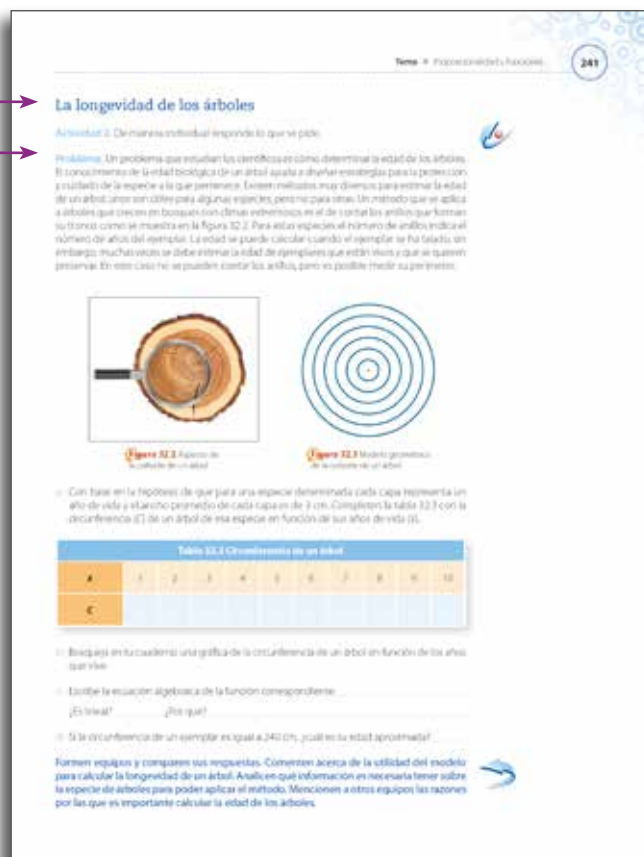 Tema • Proporcionalidad y funciones
241
La longevidad de los árboles
Actividad 2. De manera individual responde lo que se pide.
Problema. Un problema que estudian los científicos es cómo determinar la edad de los árboles.
El conocimiento de la edad biológica de un árbol ayuda a diseñar estrategias para la protección
y cuidado de la especie a la que pertenece. Existen métodos muy diversos para estimar la edad
de un árbol; unos son útiles para algunas especies, pero no para otras. Un método que se aplica
a árboles que crecen en bosques con climas extremosos es el de contar los anillos que forman
su tronco como se muestra en la figura 32.2. Para estas especies el número de anillos indica el
número de años del ejemplar. La edad se puede calcular cuando el ejemplar se ha talado, sin
embargo, muchas veces se debe estimar la edad de ejemplares que están vivos y que se quieren
preservar. En este caso no se pueden contar los anillos, pero es posible medir su perímetro.
Figura 32.2 Aspecto de
la corteza de un árbol
Figura 32.3 Modelo geométrico
de la corteza de un árbol
Con base en la hipótesis de que para una especie determinada cada capa representa un
año de vida y el ancho promedio de cada capa es de 3 cm. Completen la tabla 32.3 con la
circunferencia (C) de un árbol de esa especie en función de sus años de vida
Tabla 32.3 Circunferencia de un árbol
A 1 2 3 4 5 6 7 8 9 10
C
Bosqueja en tu cuaderno una gráfica de la circunferencia de un árbol en función de los años
que vive.
Escribe la ecuación algebraica de la función correspondiente.
¿Es lineal? ¿Por qué?
Si la circunferencia de un ejemplar es igual a 240 cm, ¿cuál es su edad aproximada?
Formen equipos y comparen sus respuestas. Comenten acerca de la utilidad del modelo
para calcular la longevidad de un árbol. Analicen qué información es necesaria tener sobre
la especie de árboles para poder aplicar el método. Mencionen a otros equipos las razones
por las que es importante calcular la edad de los árboles.